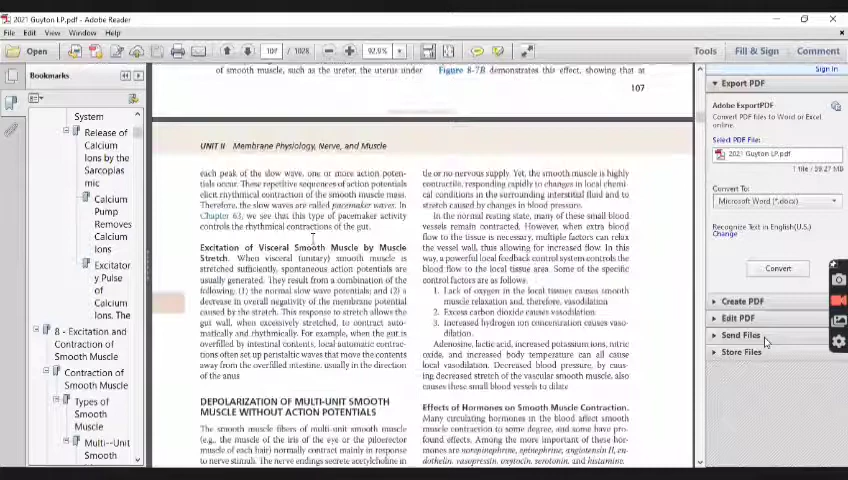 2021 Guyton LP.pdf - Adobe Reader
File Edit View Window Help
Open
107 / 1028
92.9%
Tools
Fill & Sign
Comment
Sign In
Bookmarks
System
Release of
Calcium
Ions by the
Sarcoplas
mic
Calcium
Pump
Removes
Calcium
Ions
Excitator
y Pulse
of
Calcium
Ions. The
8 - Excitation and
Contraction of
Smooth Muscle
Contraction of
Smooth Muscle
Types of
Smooth
Muscle
Multi--Unit
Smooth
of smooth muscle, such as the ureter, the uterus under
Figure 8-7B demonstrates this effect, showing that at
107
UNIT II Membrane Physiology, Nerve, and Muscle
each peak of the slow wave, one or more action poten-
tials occur. These repetitive sequences of action potentials
elicit rhythmical contraction of the smooth muscle mass.
Therefore, the slow waves are called pacemaker waves. In
Chapter 63, we see that this type of pacemaker activity
controls the rhythmical contractions of the gut.
Excitation of Visceral Smooth Muscle by Muscle
Stretch. When visceral (unitary) smooth muscle is
stretched sufficiently, spontaneous action potentials are
usually generated. They result from a combination of the
following: (1) the normal slow wave potentials; and (2) a
decrease in overall negativity of the membrane potential
caused by the stretch. This response to stretch allows the
gut wall, when excessively stretched, to contract auto-
matically and rhythmically. For example, when the gut is
overfilled by intestinal contents, local automatic contrac-
tions often set up peristaltic waves that move the contents
away from the overfilled intestine, usually in the direction
of the anus
DEPOLARIZATION OF MULTI-UNIT SMOOTH
MUSCLE WITHOUT ACTION POTENTIALS
The smooth muscle fibers of multi-unit smooth muscle
(e.g., the muscle of the iris of the eye or the piloerector
muscle of each hair) normally contract mainly in response
to nerve stimuli. The nerve endings secrete acetylcholine in
tle or no nervous supply. Yet, the smooth muscle is highly
contractile, responding rapidly to changes in local chemi-
cal conditions in the surrounding interstitial fluid and to
stretch caused by changes in blood pressure.
In the normal resting state, many of these small blood
vessels remain contracted. However, when extra blood
flow to the tissue is necessary, multiple factors can relax
the vessel wall, thus allowing for increased flow. In this
way, a powerful local feedback control system controls the
blood flow to the local tissue area. Some of the specific
control factors are as follows.
1. Lack of oxygen in the local tissues causes smooth
muscle relaxation and, therefore, vasodilation
2. Excess carbon dioxide causes vasodilation.
3. Increased hydrogen ion concentration causes vaso-
dilation.
Adenosine, lactic acid, increased potassium ions, nitric
oxide, and increased body temperature can all cause
local vasodilation. Decreased blood pressure, by caus-
ing decreased stretch of the vascular smooth muscle, also
causes these small blood vessels to dilate
Effects of Hormones on Smooth Muscle Contraction.
Many circulating hormones in the blood affect smooth
muscle contraction to some degree, and some have pro-
found effects. Among the more important of these hor-
mones are norepinephrine, epinephrine, angiotensin II, en-
dothelin, vasopressin, oxytocin, serotonin, and histamine.
Export PDF
Adobe ExportPDF
Convert PDF files to Word or Excel
online.
Select PDF File:
2021 Guyton LP.pdf
1 file / 59.27 MB
Convert To:
Microsoft Word (*.docx)
Recognize Text in English(U.S.)
Change
Convert
Create PDF
Edit PDF
Send Files
Store Files